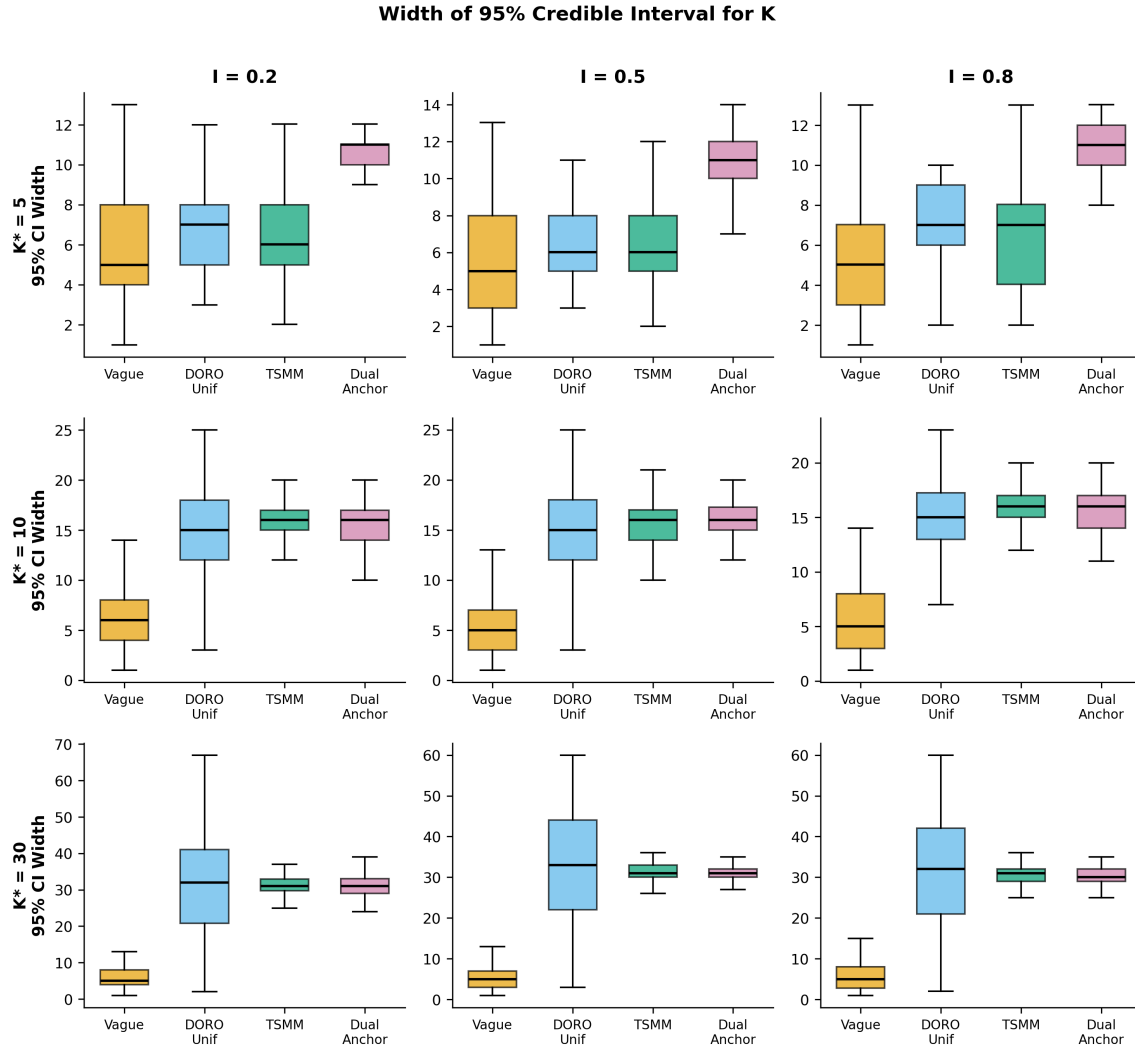 Width of 95% Credible Interval for K
I = 0.2
I = 0.5
I = 0.8
K* = 5
95% CI Width
12
10
8
6
4
2
Vague
DORO
Unif
TSMM
Dual
Anchor
14
12
10
8
6
4
2
Vague
DORO
Unif
TSMM
Dual
Anchor
12
10
8
6
4
2
Vague
DORO
Unif
TSMM
Dual
Anchor
K* = 10
95% CI Width
25
20
15
10
5
0
Vague
DORO
Unif
TSMM
Dual
Anchor
25
20
15
10
5
0
Vague
DORO
Unif
TSMM
Dual
Anchor
20
15
10
5
0
Vague
DORO
Unif
TSMM
Dual
Anchor
K* = 30
95% CI Width
70
60
50
40
30
20
10
0
Vague
DORO
Unif
TSMM
Dual
Anchor
60
50
40
30
20
10
0
Vague
DORO
Unif
TSMM
Dual
Anchor
60
50
40
30
20
10
0
Vague
DORO
Unif
TSMM
Dual
Anchor